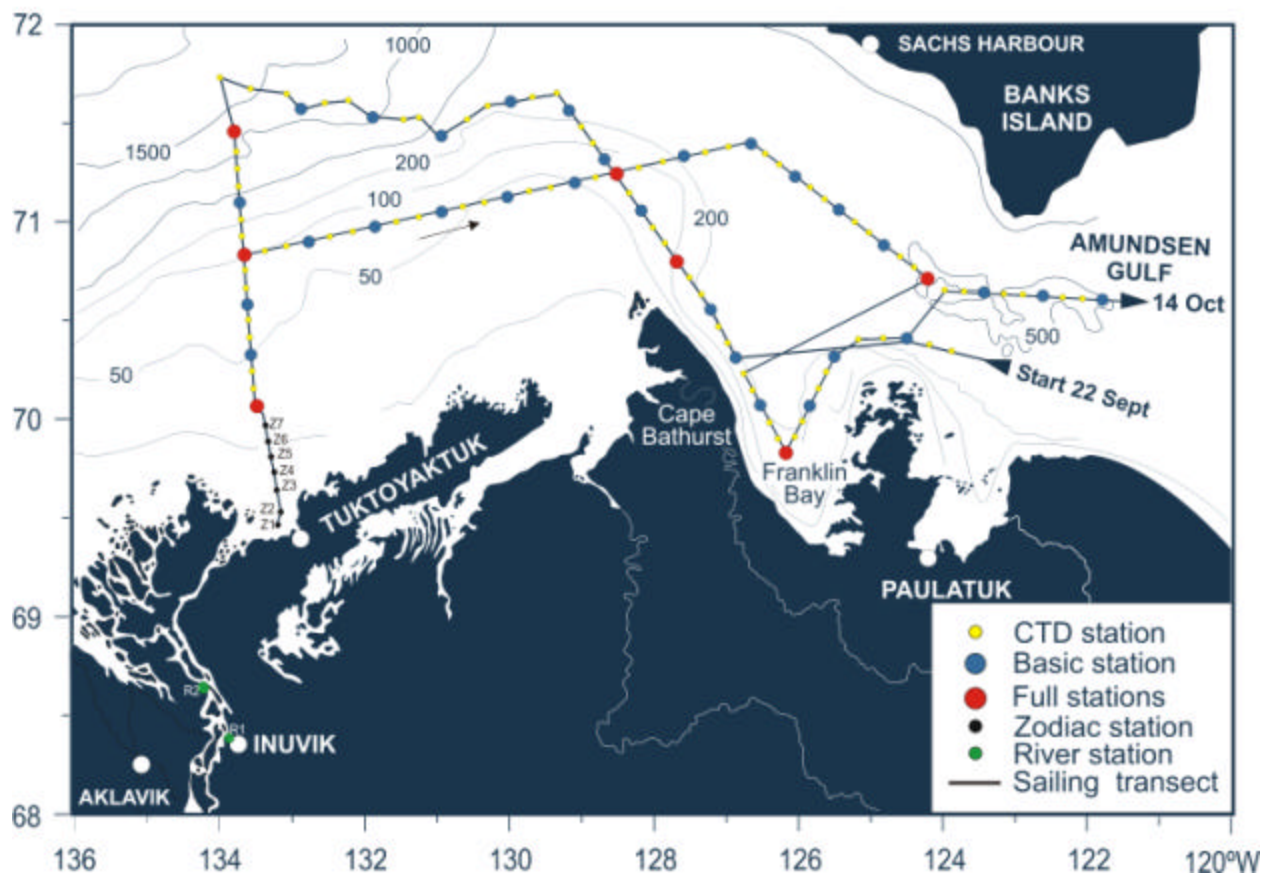 72
1000
SACHS HARBOUR
BANKS
ISLAND
1500
200
100
200
71
AMUNDSEN
GULF
50
14 Oct
500
50
Start 22 Sept
70
Z7
Z6
Z5
Z4
Z3
Z2
Z1
Cape
Bathurst
Franklin
Bay
TUKTOYAKTUK
PAULATUK
69
CTD station
Basic station
Full stations
Zodiac station
River station
Sailing transect
R2
R1
INUVIK
AKLAVIK
68
136
134
132
130
128
126
124
122
120ºW